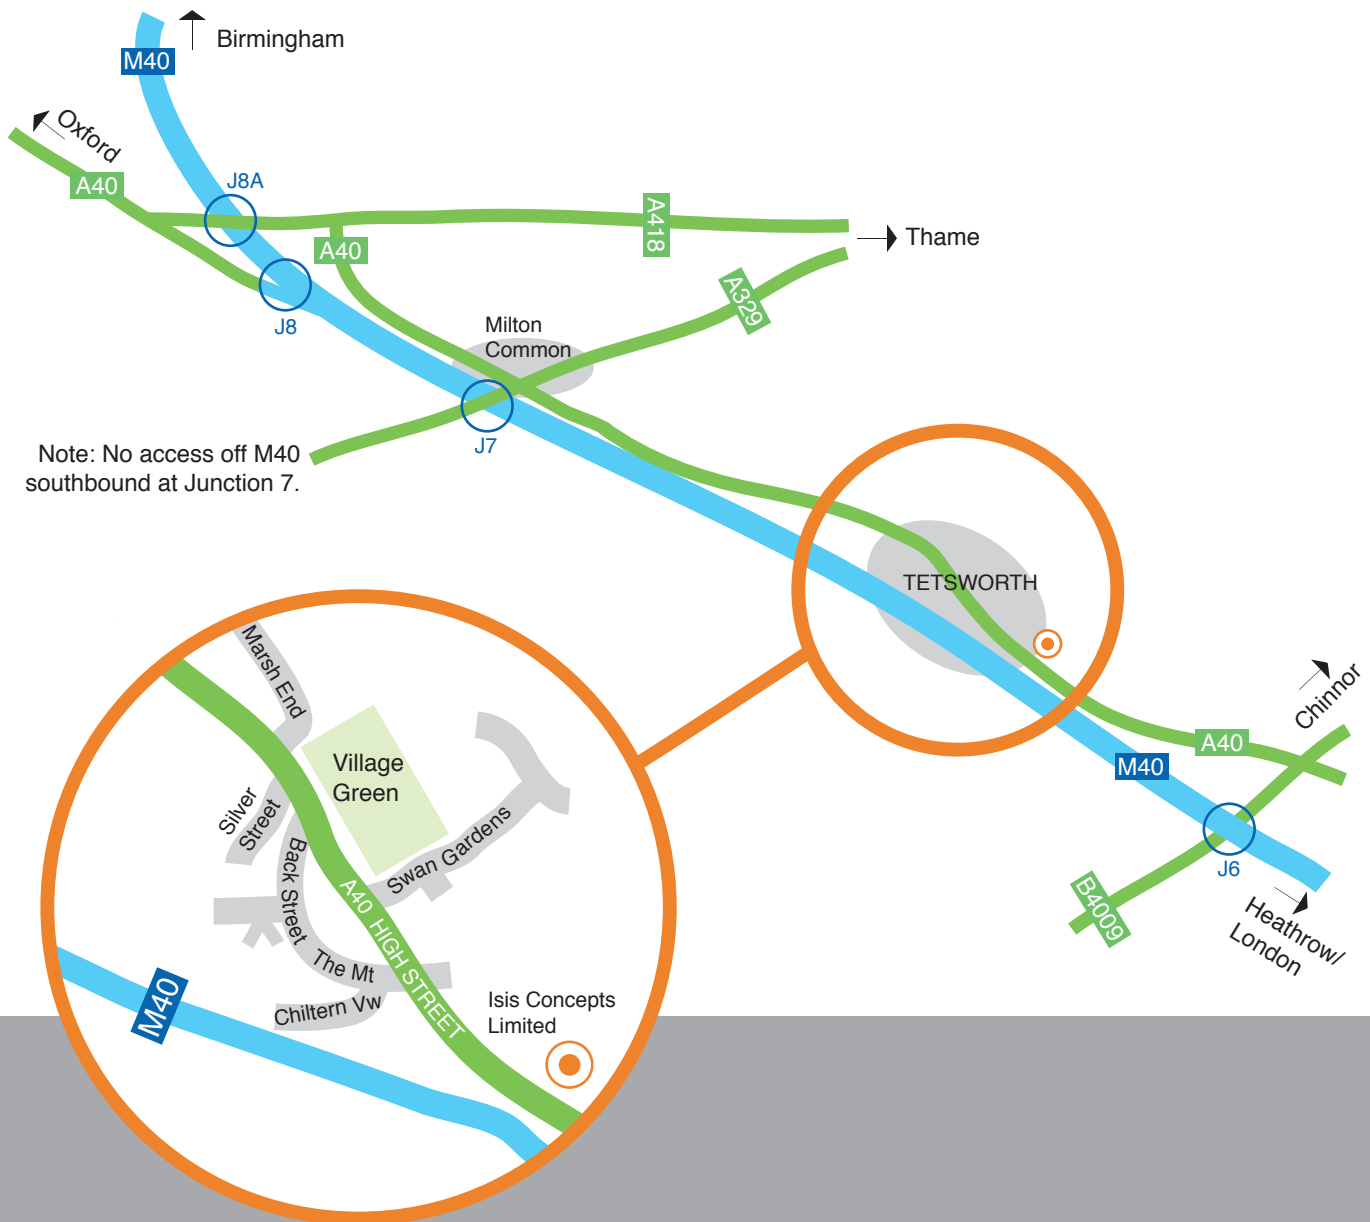 Birmingham
M40
Oxford
A40
J8A
A418
Thame
A40
A329
J8
Milton
Common
J7
Note: No access off M40
southbound at Junction 7.
TETSWORTH
Chinnor
A40
M40
J6
B4009
Heathrow/
London
Marsh End
Village
Green
Silver
Street
Swan Gardens
Back Street
A40 HIGH STREET
The Mt
Chiltern Vw
M40
Isis Concepts
Limited